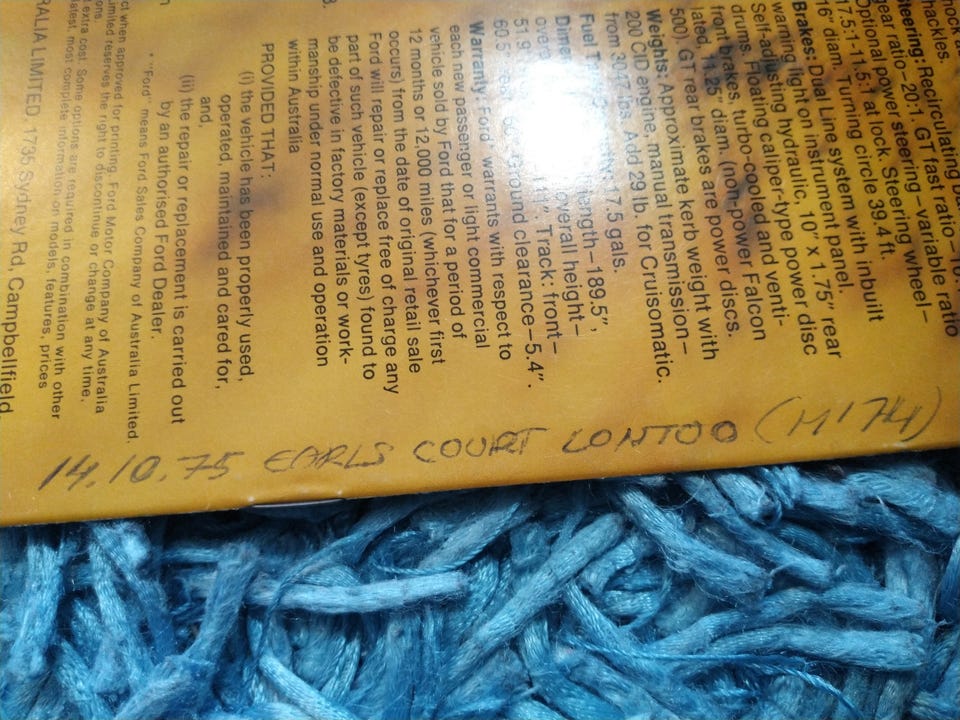 shackles.
Steering: Recirculating
gear ratio–20:1. GT fast ratio–
Optional power steering–variable ratio
17.5:1-11.5:1 at lock. Steering wheel–
16" diam. Turning circle 39.4 ft.
Brakes: Dual Line system with inbuilt
warning light on instrument panel.
Self-adjusting hydraulic, 10" x 1.75" rear
drums. Floating caliper-type power disc
front brakes, turbo-cooled and venti-
lated, 11.25" diam. (non-power Falcon
500). GT rear brakes are power discs.
Weights: Approximate kerb weight with
200 CID engine, manual transmission–
from 3047 lbs. Add 29 lb. for Cruisomatic.
Fuel 17.5 gals.
length–189.5",
overall height–
Track: front–
60.5" ground clearance–5.4".
Warranty: Ford warrants with respect to
each new passenger or light commercial
vehicle sold by Ford that for a period of
12 months or 12,000 miles (whichever first
occurs) from the date of original retail sale
Ford will repair or replace free of charge any
part of such vehicle (except tyres) found to
be defective in factory materials or work-
manship under normal use and operation
within Australia
PROVIDED THAT:
(i) the vehicle has been properly used,
operated, maintained and cared for,
and,
(ii) the repair or replacement is carried out
by an authorised Ford Dealer.
* "Ford" means Ford Sales Company of Australia Limited.
ct when approved for printing. Ford Motor Company of Australia
imited reserves the right to discontinue or change at any time,
extra cost. Some options are required in combination with other
latest, most complete information on models, features, prices
RALIA LIMITED, 1735 Sydney Rd, Campbellfield,
14.10.75 EARLS COURT LONTOO (M'174)